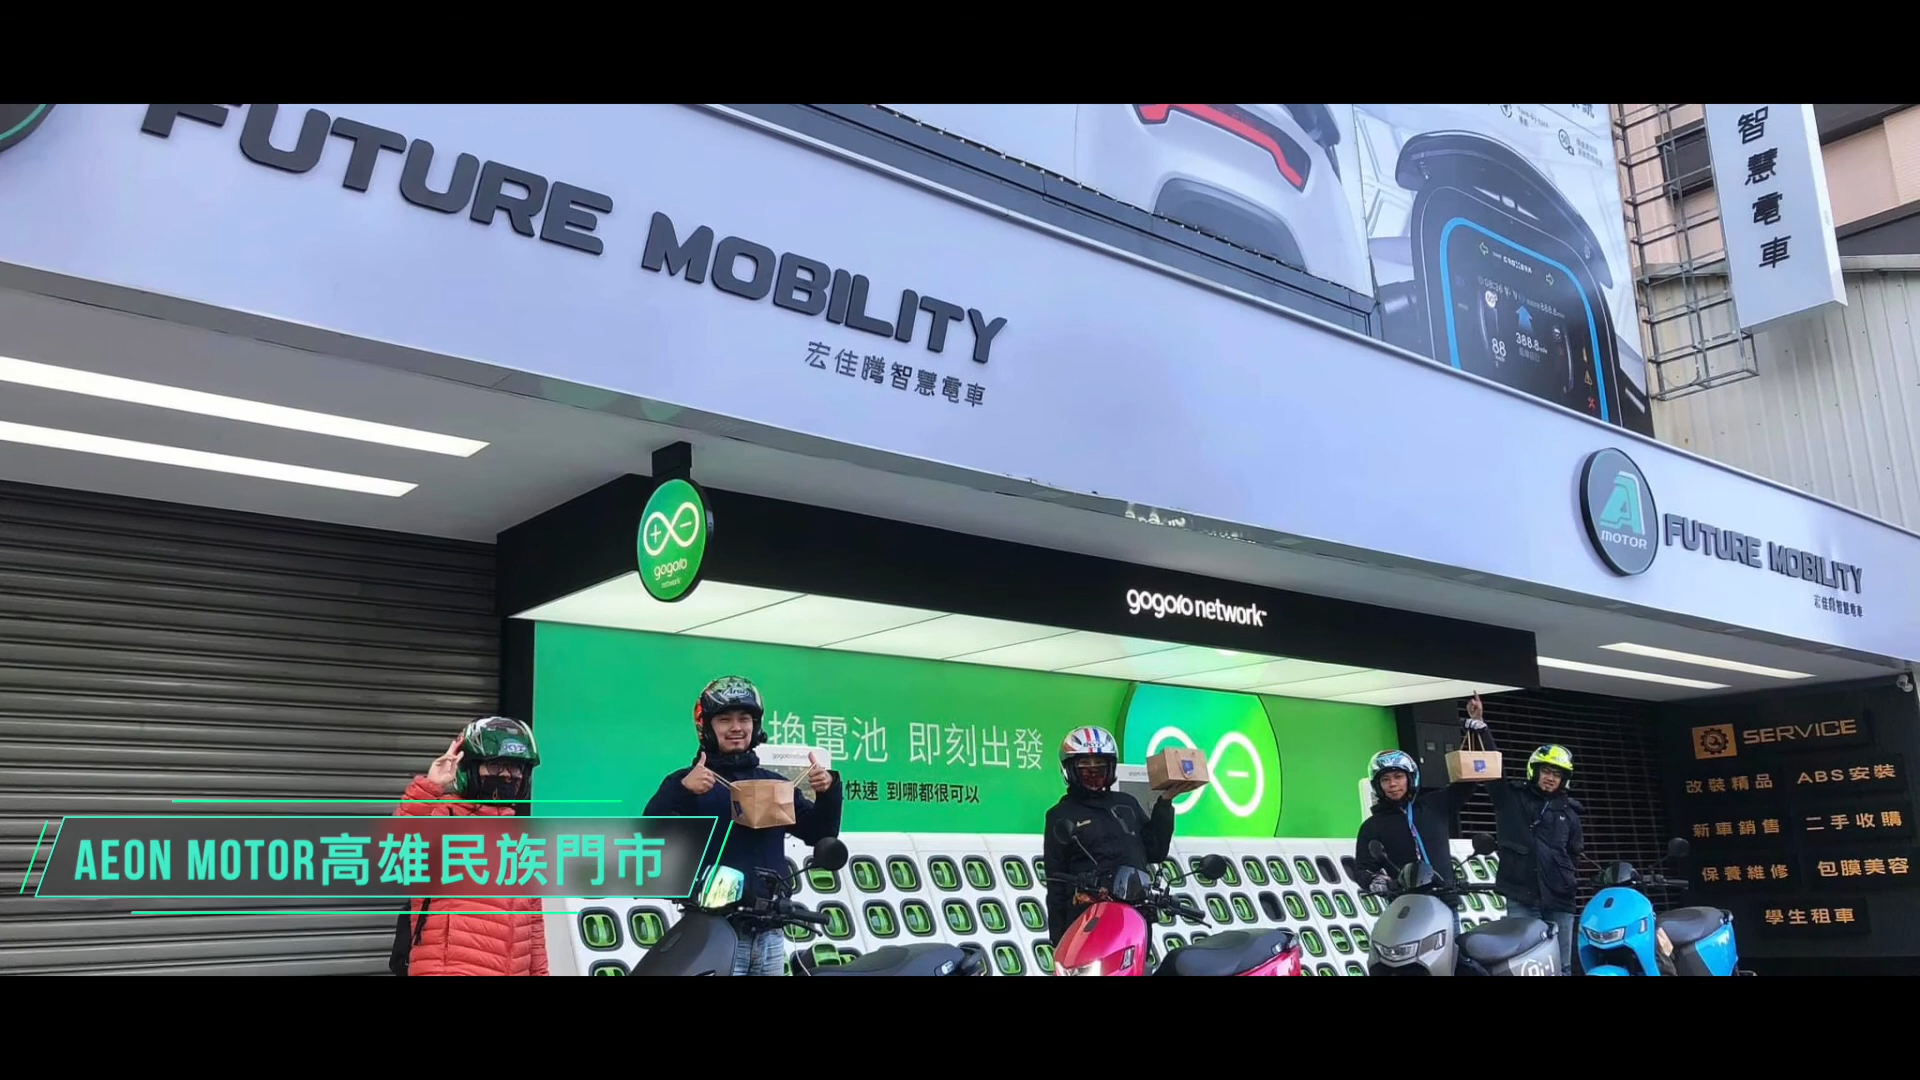 FUTURE MOBILITY
宏佳騰智慧電車
智慧電車
388.8
88
A
MOTOR
FUTURE MOBILITY
宏佳騰智慧電車
gogoro
network
gogoro network™
換電池 即刻出發
快速 到哪都很可以
SERVICE
改裝精品 ABS安裝
新車銷售 二手收購
保養維修 包膜美容
學生租車
AEON MOTOR高雄民族門市